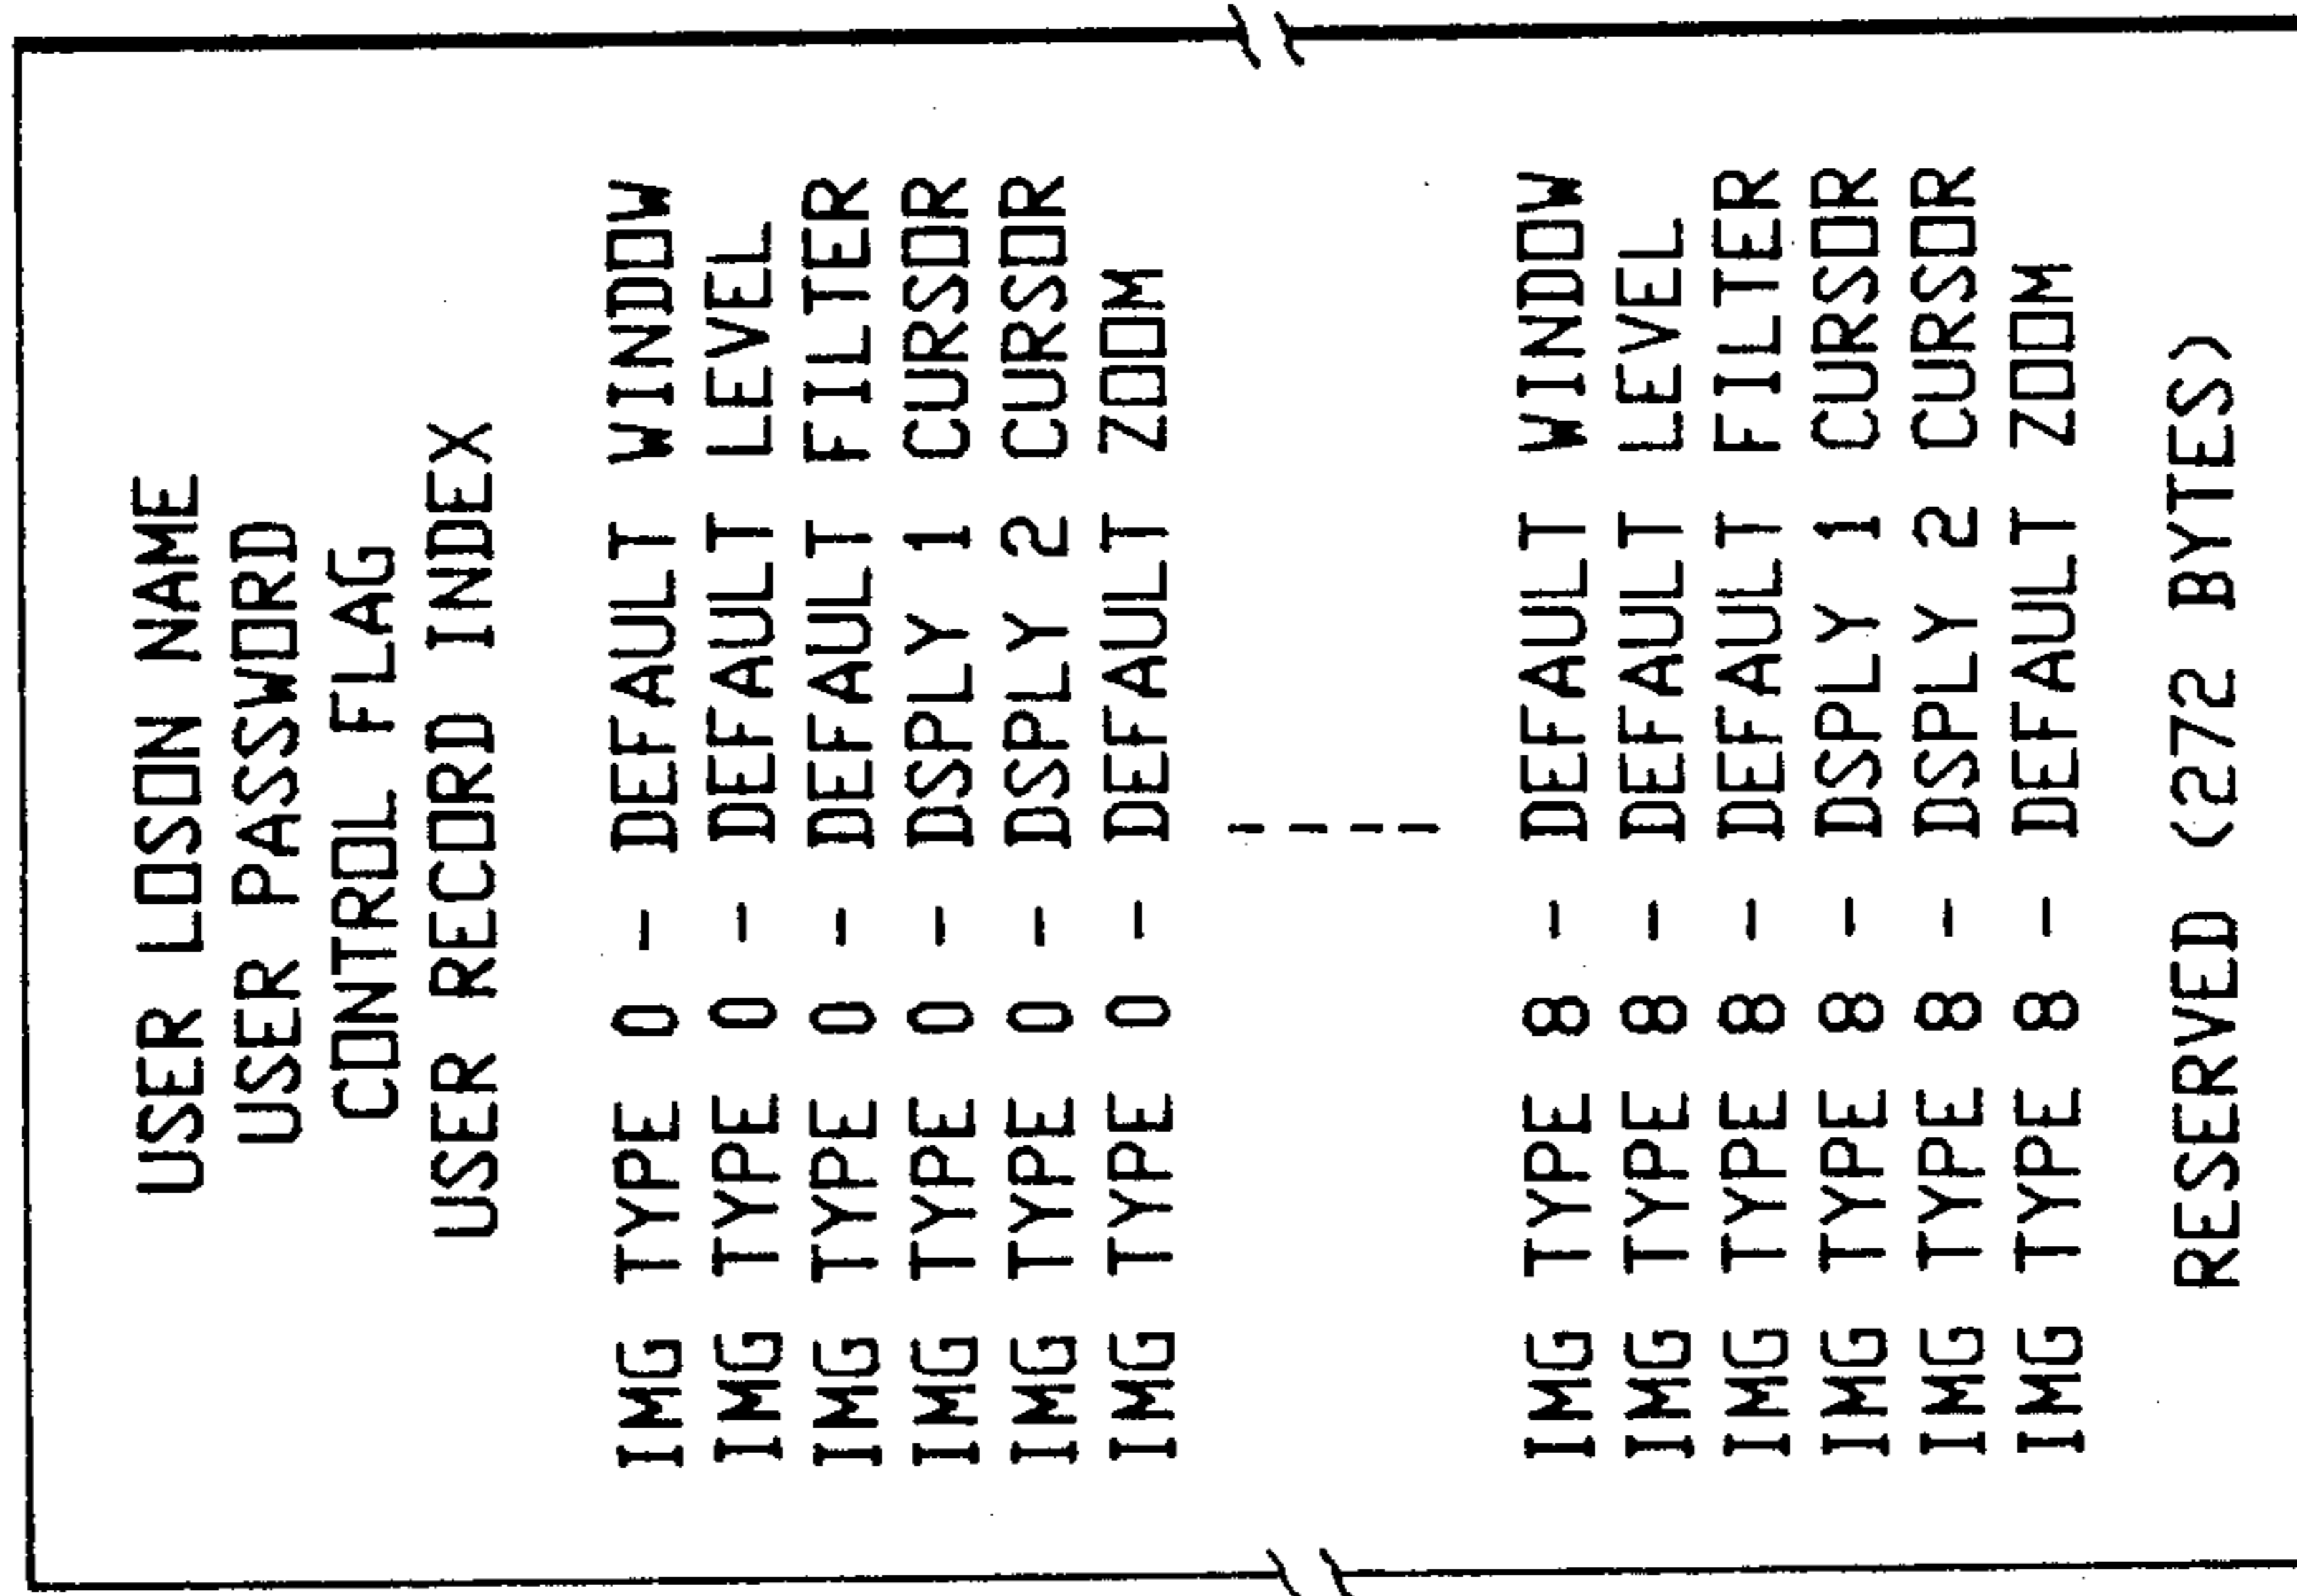 USER LOSON NAME
USER PASSWORD
CONTROL FLAG
USER RECORD INDEX
IMG TYPE 0 - DEFAULT WINDOW
IMG TYPE 0 - DEFAULT LEVEL
IMG TYPE 0 - DEFAULT FILTER
IMG TYPE 0 - DSPLY 1 CURSOR
IMG TYPE 0 - DSPLY 2 CURSOR
IMG TYPE 0 - DEFAULT ZOOM
IMG TYPE 8 - DEFAULT WINDOW
IMG TYPE 8 - DEFAULT LEVEL
IMG TYPE 8 - DEFAULT FILTER
IMG TYPE 8 - DSPLY 1 CURSOR
IMG TYPE 8 - DSPLY 2 CURSOR
IMG TYPE 8 - DEFAULT ZOOM
RESERVED (272 BYTES)